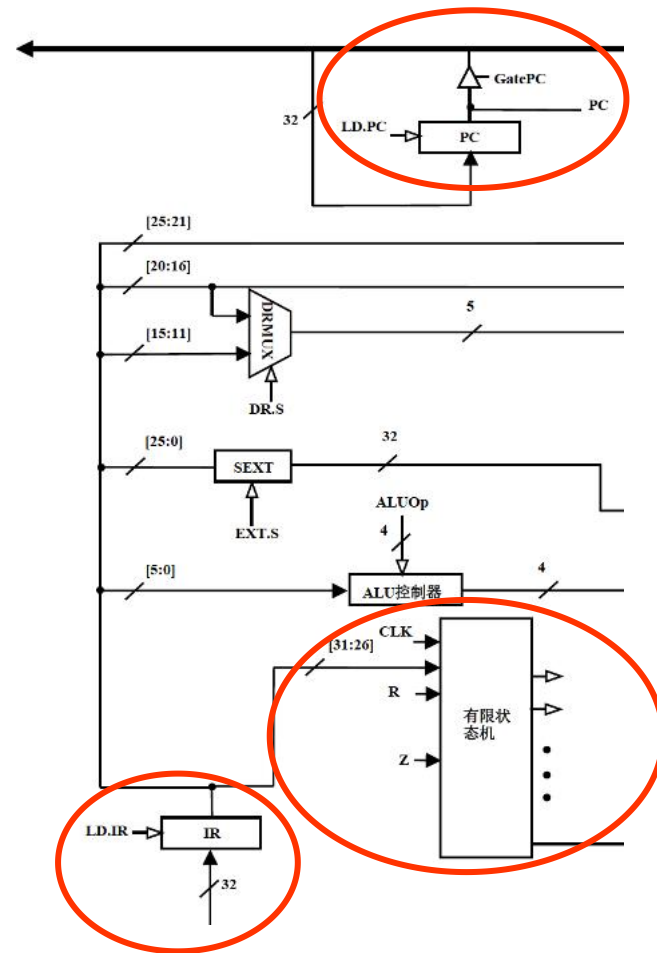 GatePC
PC
32
LD.PC
PC
[25:21]
[20:16]
5
DRMUX
[15:11]
DR.S
[25:0]
32
SEXT
ALUOp
EXT.S
4
[5:0]
4
ALU控制器
CLK
[31:26]
R
有限状
态机
Z
LD.IR
IR
32